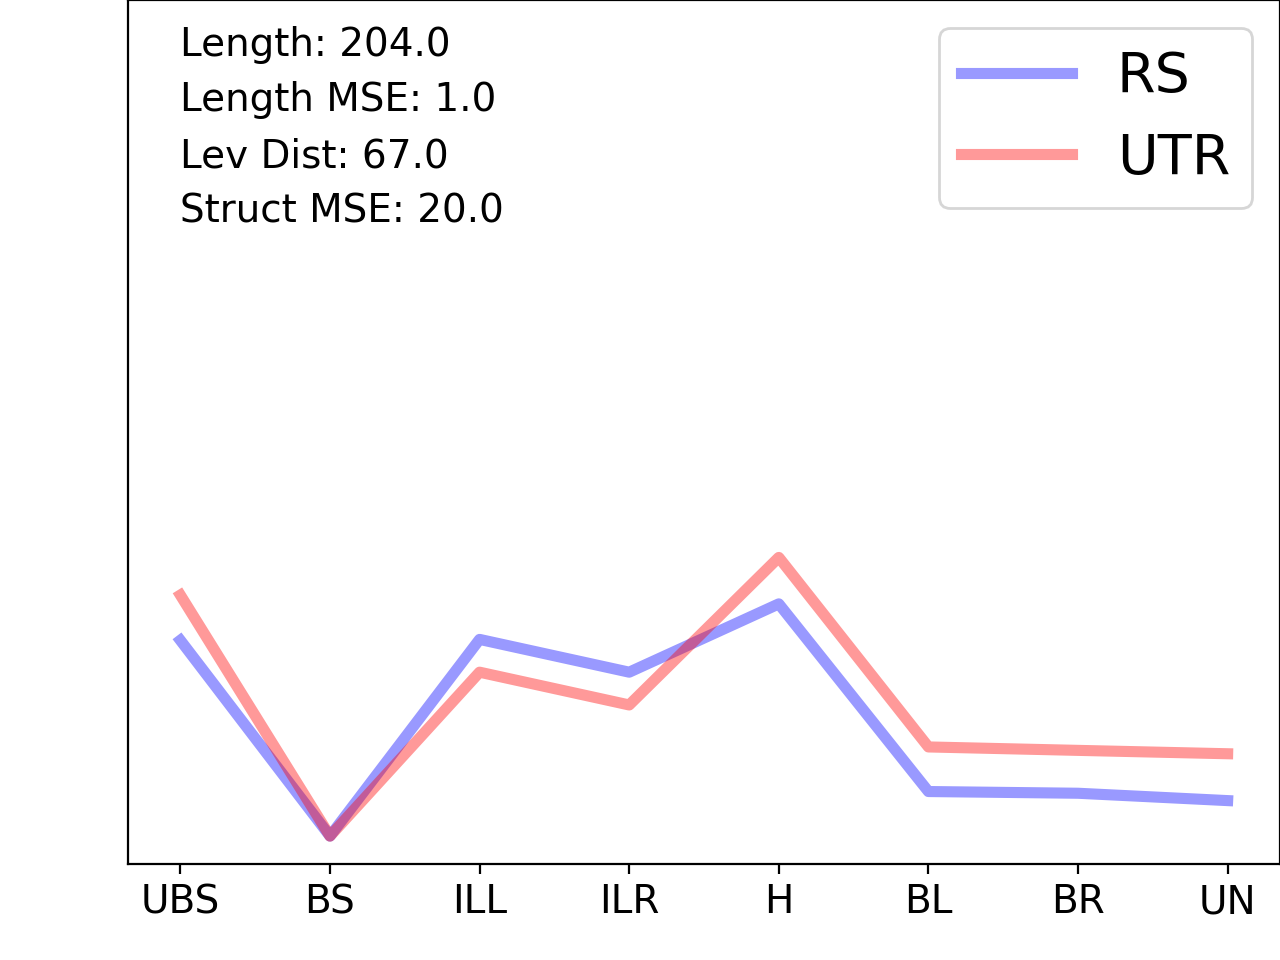 Length: 204.0
Length MSE: 1.0
Lev Dist: 67.0
Struct MSE: 20.0
RS
UTR
UBS BS ILL ILR H BL BR UN